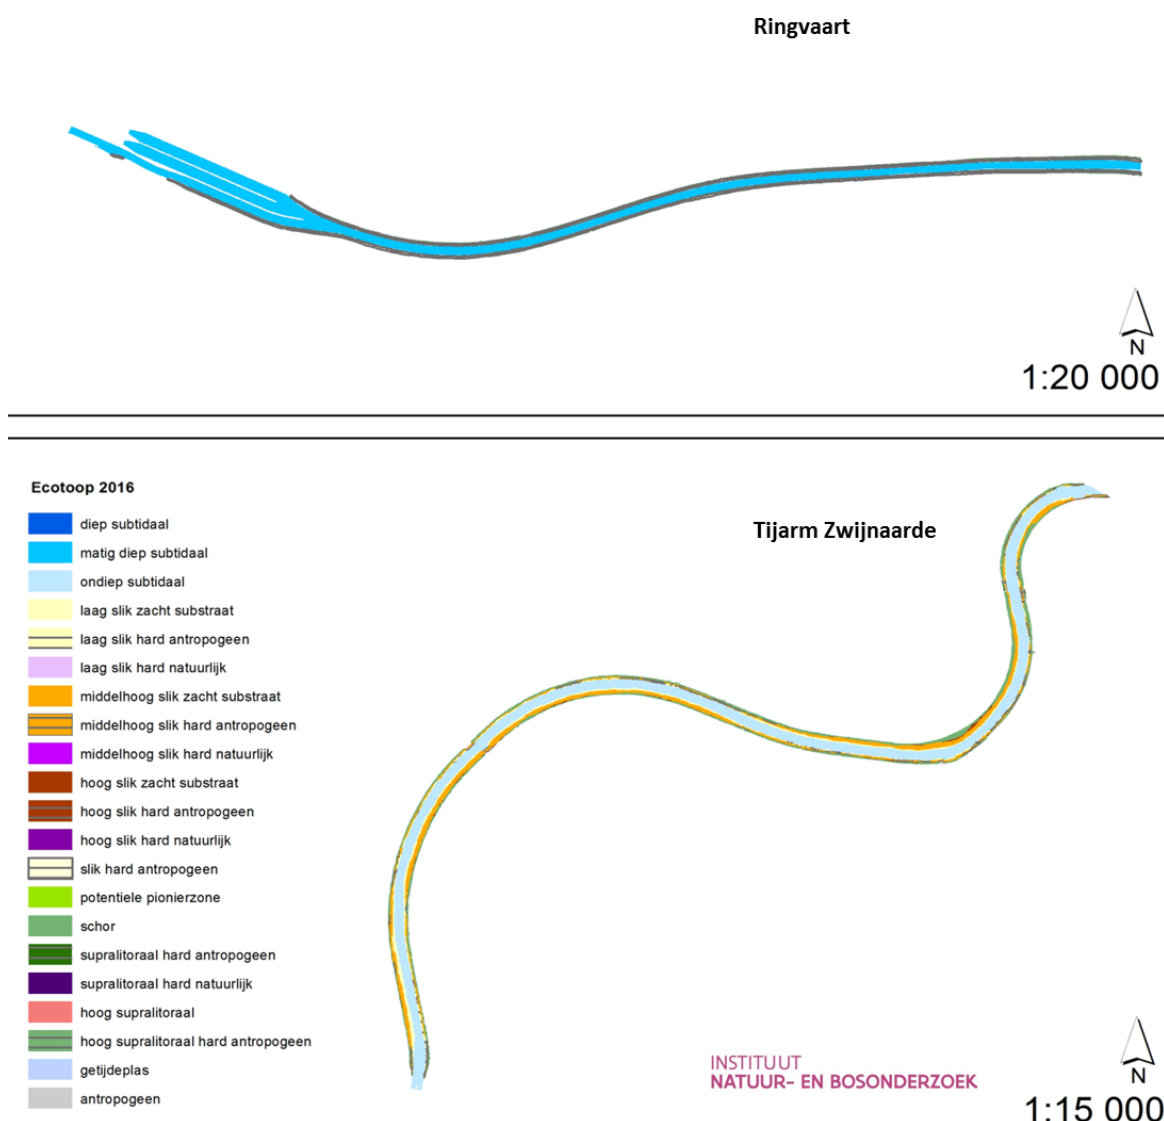 Ringvaart
N
1:20 000
Ecotoop 2016
diep subtidaal
matig diep subtidaal
ondiep subtidaal
laag slik zacht substraat
laag slik hard antropogeen
laag slik hard natuurlijk
middelhoog slik zacht substraat
middelhoog slik hard antropogeen
middelhoog slik hard natuurlijk
hoog slik zacht substraat
hoog slik hard antropogeen
hoog slik hard natuurlijk
slik hard antropogeen
potentiele pionierzone
schor
supralitoraal hard antropogeen
supralitoraal hard natuurlijk
hoog supralitoraal
hoog supralitoraal hard antropogeen
getijdeplas
antropogeen
Tijarm Zwijnaarde
INSTITUUT
NATUUR- EN BOSONDERZOEK
N
1:15 000